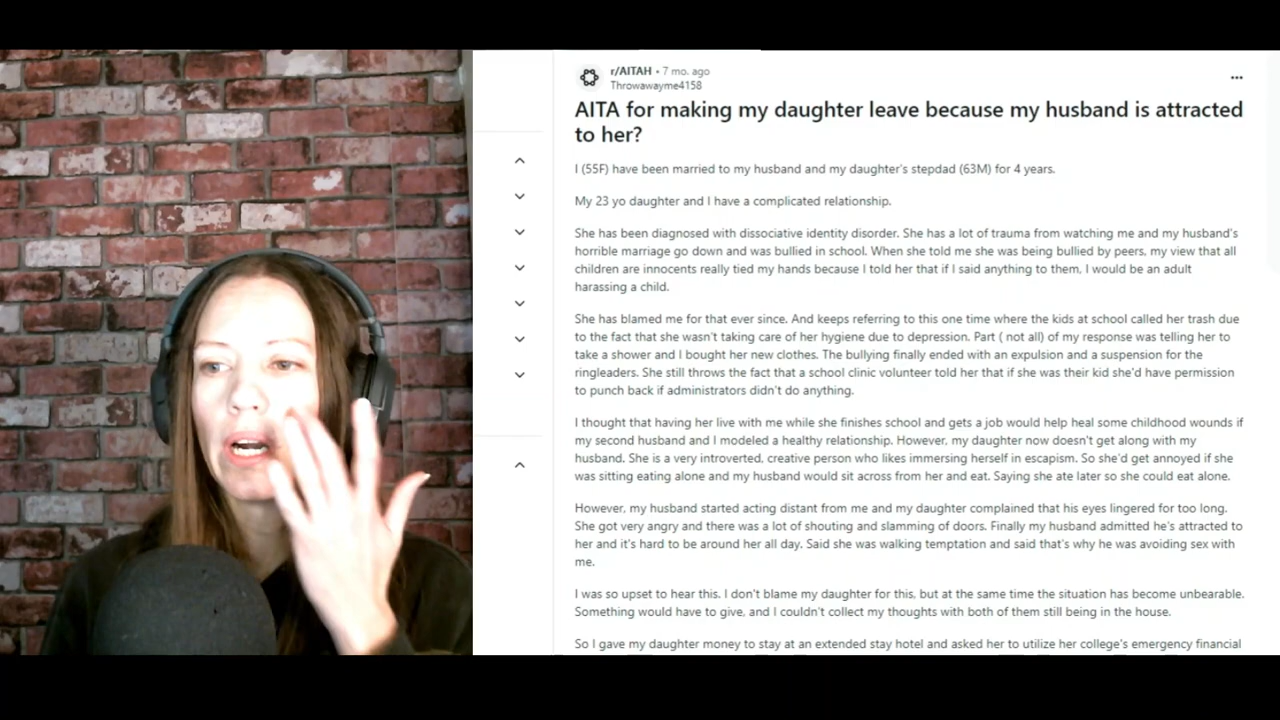 r/AITAH • 7 mo. ago
Throwawayme4158
AITA for making my daughter leave because my husband is attracted
to her?
I (55F) have been married to my husband and my daughter's stepdad (63M) for 4 years.
My 23 yo daughter and I have a complicated relationship.
She has been diagnosed with dissociative identity disorder. She has a lot of trauma from watching me and my husband's
horrible marriage go down and was bullied in school. When she told me she was being bullied by peers, my view that all
children are innocents really tied my hands because I told her that if I said anything to them, I would be an adult
harassing a child.
She has blamed me for that ever since. And keeps referring to this one time where the kids at school called her trash due
to the fact that she wasn't taking care of her hygiene due to depression. Part ( not all) of my response was telling her to
take a shower and I bought her new clothes. The bullying finally ended with an expulsion and a suspension for the
ringleaders. She still throws the fact that a school clinic volunteer told her that if she was their kid she'd have permission
to punch back if administrators didn't do anything.
I thought that having her live with me while she finishes school and gets a job would help heal some childhood wounds if
my second husband and I modeled a healthy relationship. However, my daughter now doesn't get along with my
husband. She is a very introverted, creative person who likes immersing herself in escapism. So she'd get annoyed if she
was sitting eating alone and my husband would sit across from her and eat. Saying she ate later so she could eat alone.
However, my husband started acting distant from me and my daughter complained that his eyes lingered for too long.
She got very angry and there was a lot of shouting and slamming of doors. Finally my husband admitted he's attracted to
her and it's hard to be around her all day. Said she was walking temptation and said that's why he was avoiding sex with
me.
I was so upset to hear this. I don't blame my daughter for this, but at the same time the situation has become unbearable.
Something would have to give, and I couldn't collect my thoughts with both of them still being in the house.
So I gave my daughter money to stay at an extended stay hotel and asked her to utilize her college's emergency financial